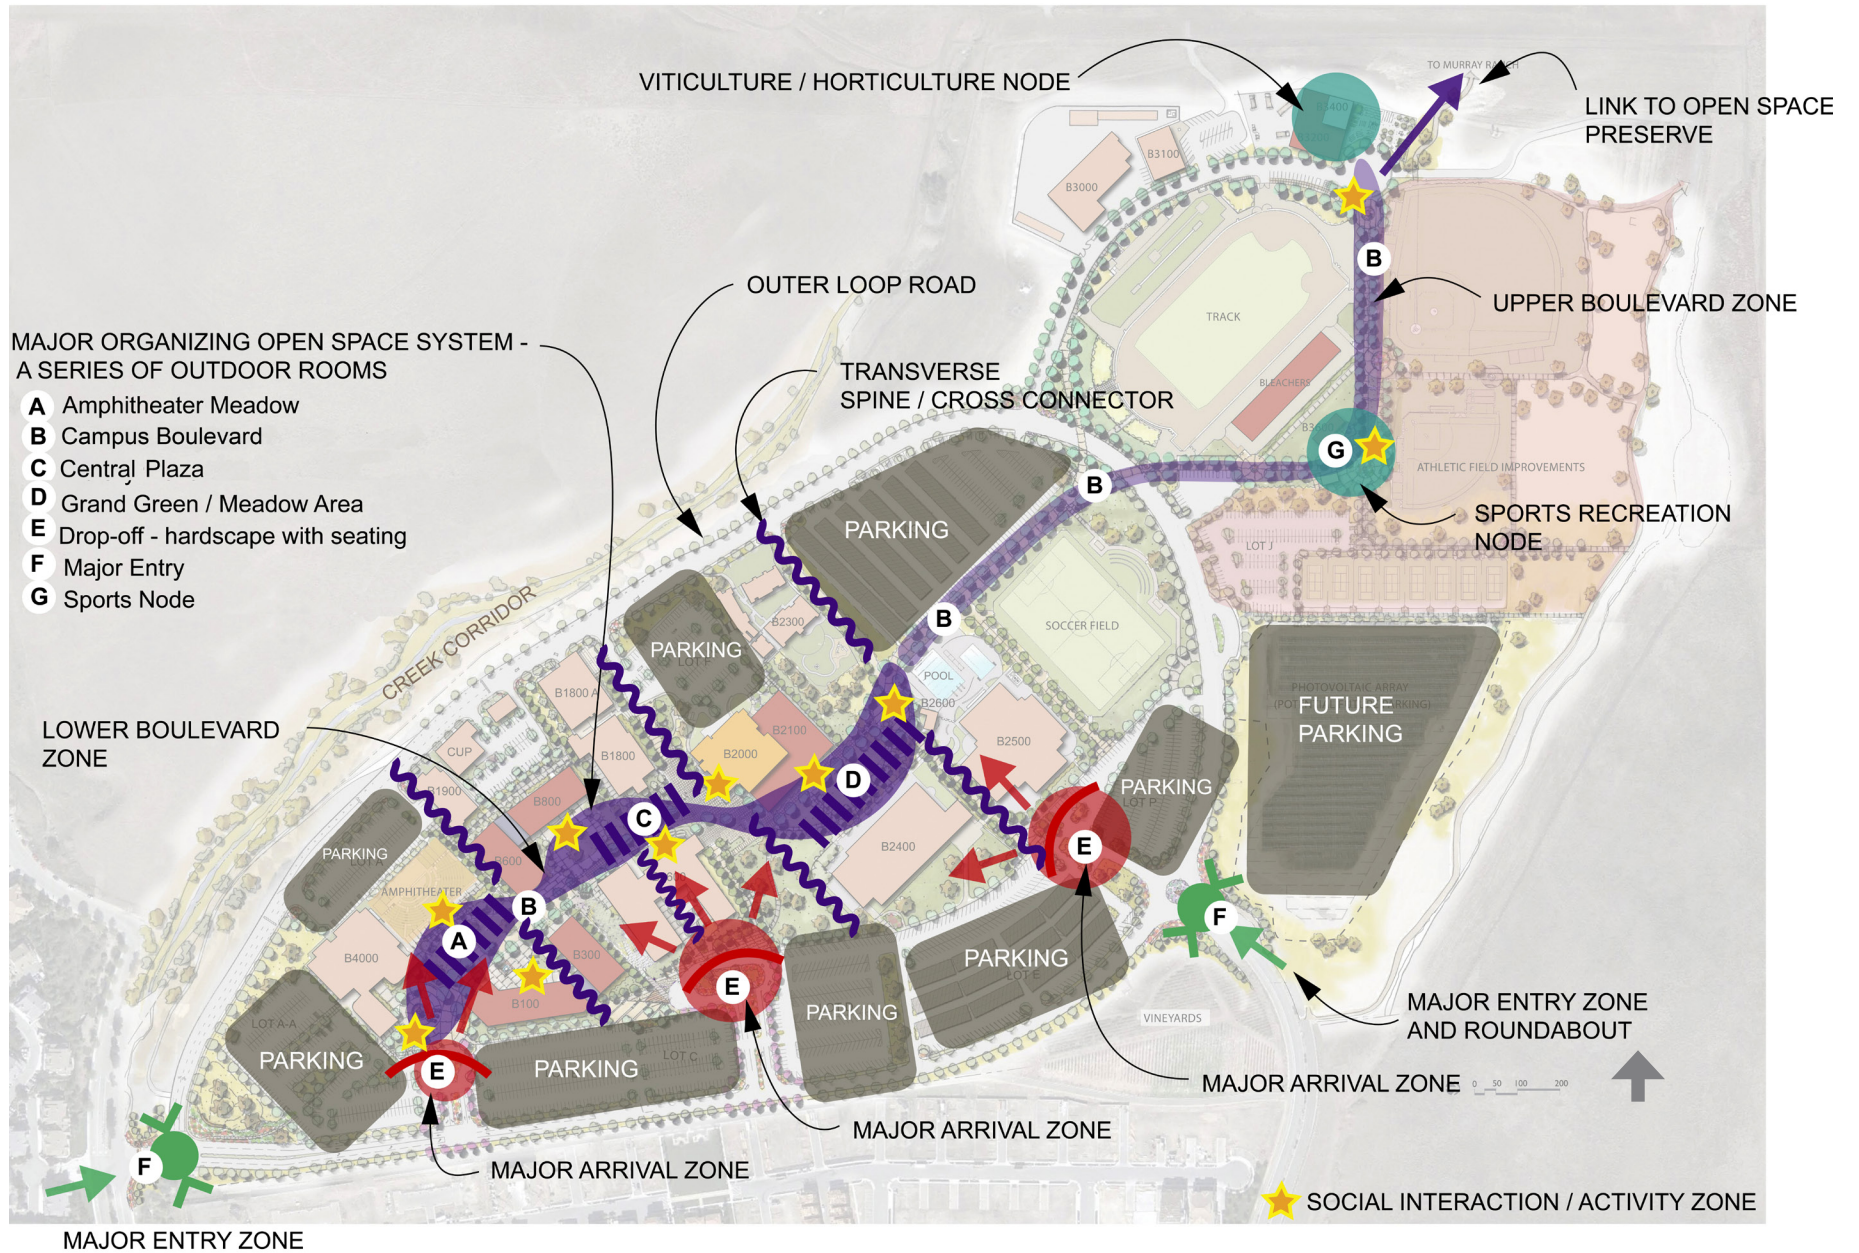 VITICULTURE / HORTICULTURE NODE
TO MURRAY RANCH
LINK TO OPEN SPACE
PRESERVE
B3400
B3100
B3000
B
UPPER BOULEVARD ZONE
OUTER LOOP ROAD
TRACK
MAJOR ORGANIZING OPEN SPACE SYSTEM -
A SERIES OF OUTDOOR ROOMS
A Amphitheater Meadow
B Campus Boulevard
C Central Plaza
D Grand Green / Meadow Area
E Drop-off - hardscape with seating
F Major Entry
G Sports Node
TRANSVERSE
SPINE / CROSS CONNECTOR
BLEACHERS
G
ATHLETIC FIELD IMPROVEMENTS
B
SPORTS RECREATION
NODE
PARKING
LOT J
CREEK CORRIDOR
B2300
B
SOCCER FIELD
PARKING
LOT F
POOL
PHOTOVOLTAIC ARRAY
FUTURE
PARKING
B1800 A
B2600
LOWER BOULEVARD
ZONE
B2100
B2500
CUP
B1800
B2000
D
PARKING
LOT P
B1900
B800
C
B2400
E
PARKING
LOT A
B600
AMPHITHEATER
B
F
A
B4000
B300
PARKING
LOT E
E
B100
MAJOR ENTRY ZONE
AND ROUNDABOUT
PARKING
VINEYARDS
LOT A-A
PARKING
LOT C
PARKING
E
MAJOR ARRIVAL ZONE
0 50 100 200
MAJOR ARRIVAL ZONE
F
MAJOR ARRIVAL ZONE
SOCIAL INTERACTION / ACTIVITY ZONE
MAJOR ENTRY ZONE